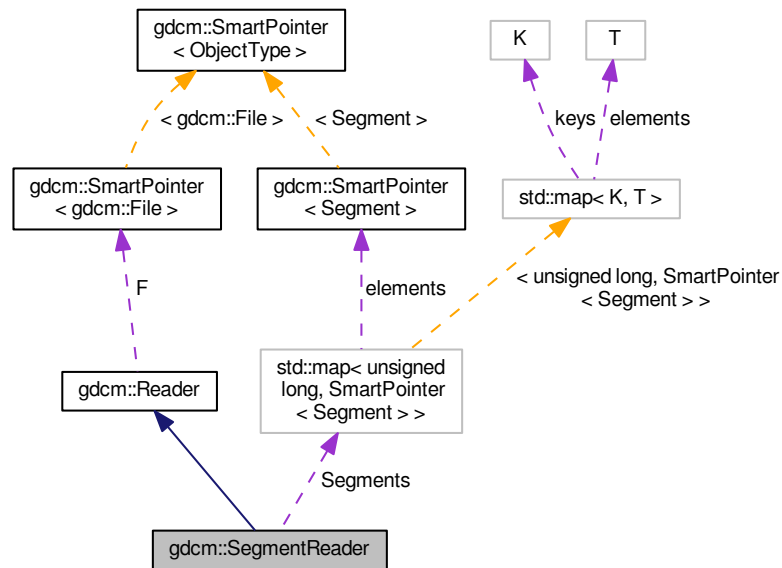 gdcm::SmartPointer
< ObjectType >
K
T
< gdcm::File >
< Segment >
keys
elements
gdcm::SmartPointer
< gdcm::File >
gdcm::SmartPointer
< Segment >
std::map< K, T >
F
elements
< unsigned long, SmartPointer
< Segment > >
gdcm::Reader
std::map< unsigned
long, SmartPointer
< Segment > >
Segments
gdcm::SegmentReader